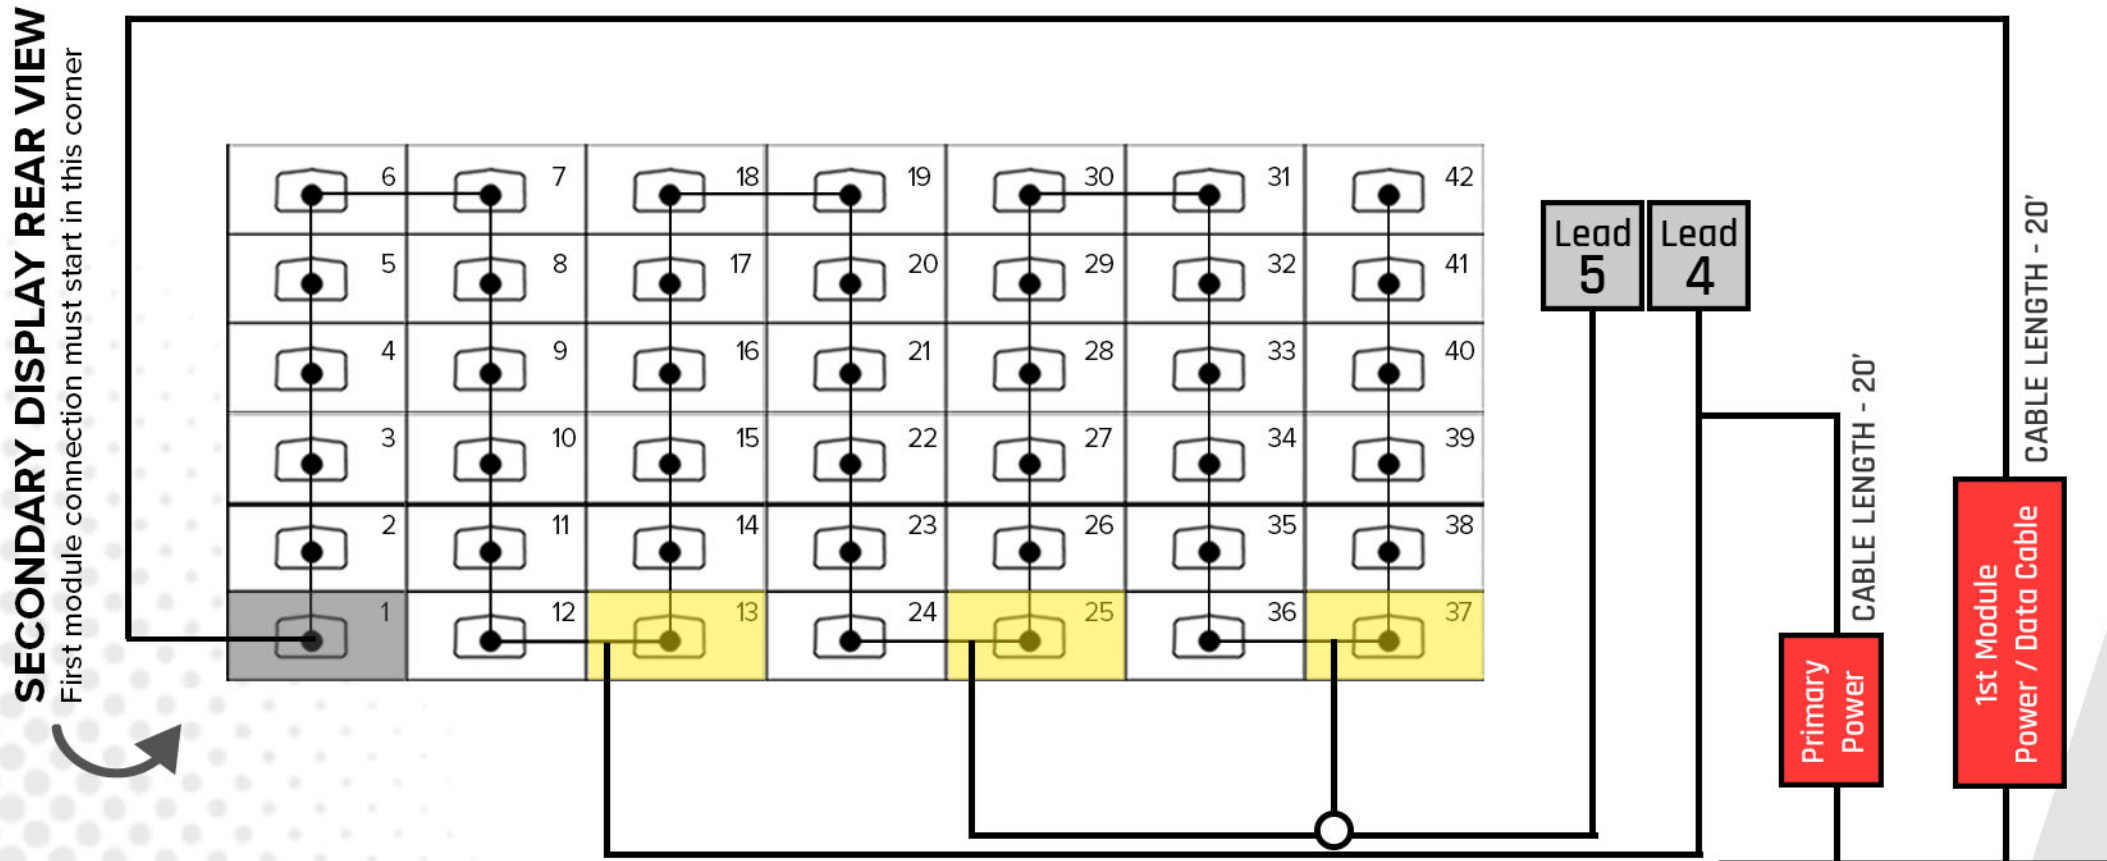 SECONDARY DISPLAY REAR VIEW
First module connection must start in this corner
6 7 18 19 30 31 42
5 8 17 20 29 32 41
4 9 16 21 28 33 40
3 10 15 22 27 34 39
2 11 14 23 26 35 38
1 12 13 24 25 36 37
Lead
5
Lead
4
CABLE LENGTH - 20'
Primary
Power
CABLE LENGTH - 20'
1st Module
Power / Data Cable